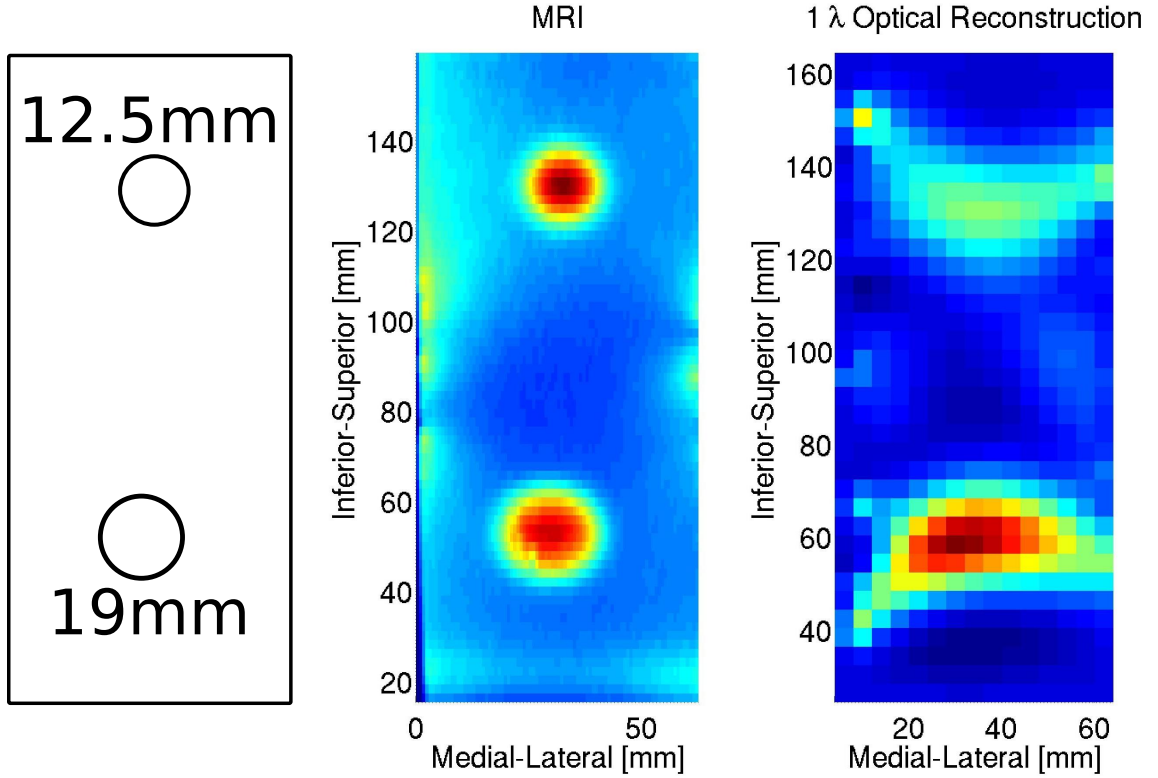 12.5mm
19mm
MRI
Inferior-Superior [mm]
140
120
100
80
60
40
20
0 50
Medial-Lateral [mm]
1 λ Optical Reconstruction
Inferior-Superior [mm]
160
140
120
100
80
60
40
20 40 60
Medial-Lateral [mm]